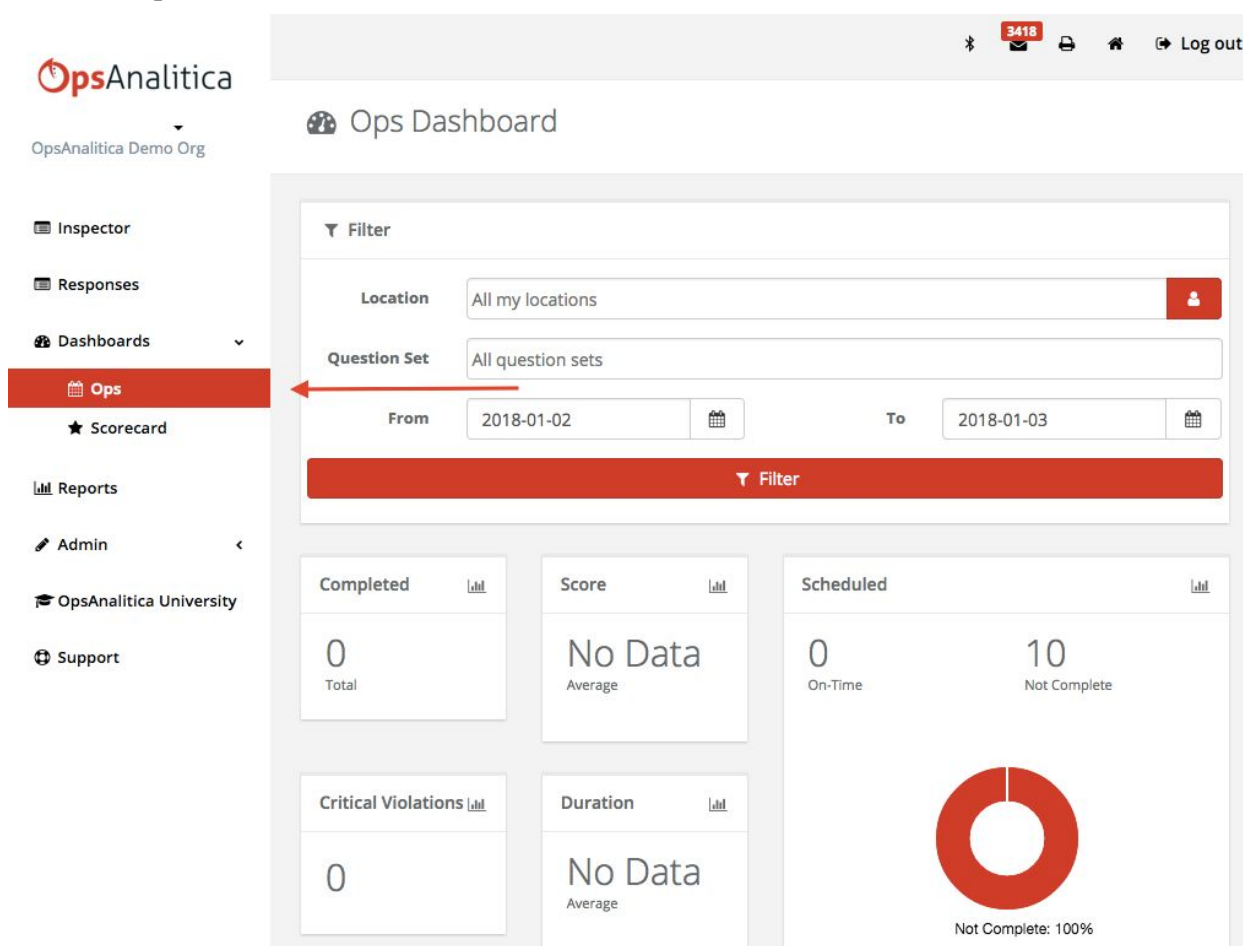 3418
Log out
OpsAnalitica
OpsAnalitica Demo Org
Inspector
Responses
Dashboards
Ops
Scorecard
Reports
Admin
OpsAnalitica University
Support
Ops Dashboard
Filter
Location All my locations
Question Set All question sets
From 2018-01-02 To 2018-01-03
Filter
Completed
0
Total
Score
No Data
Average
Scheduled
0 10
On-Time Not Complete
Critical Violations
0
Duration
No Data
Average
Not Complete: 100%